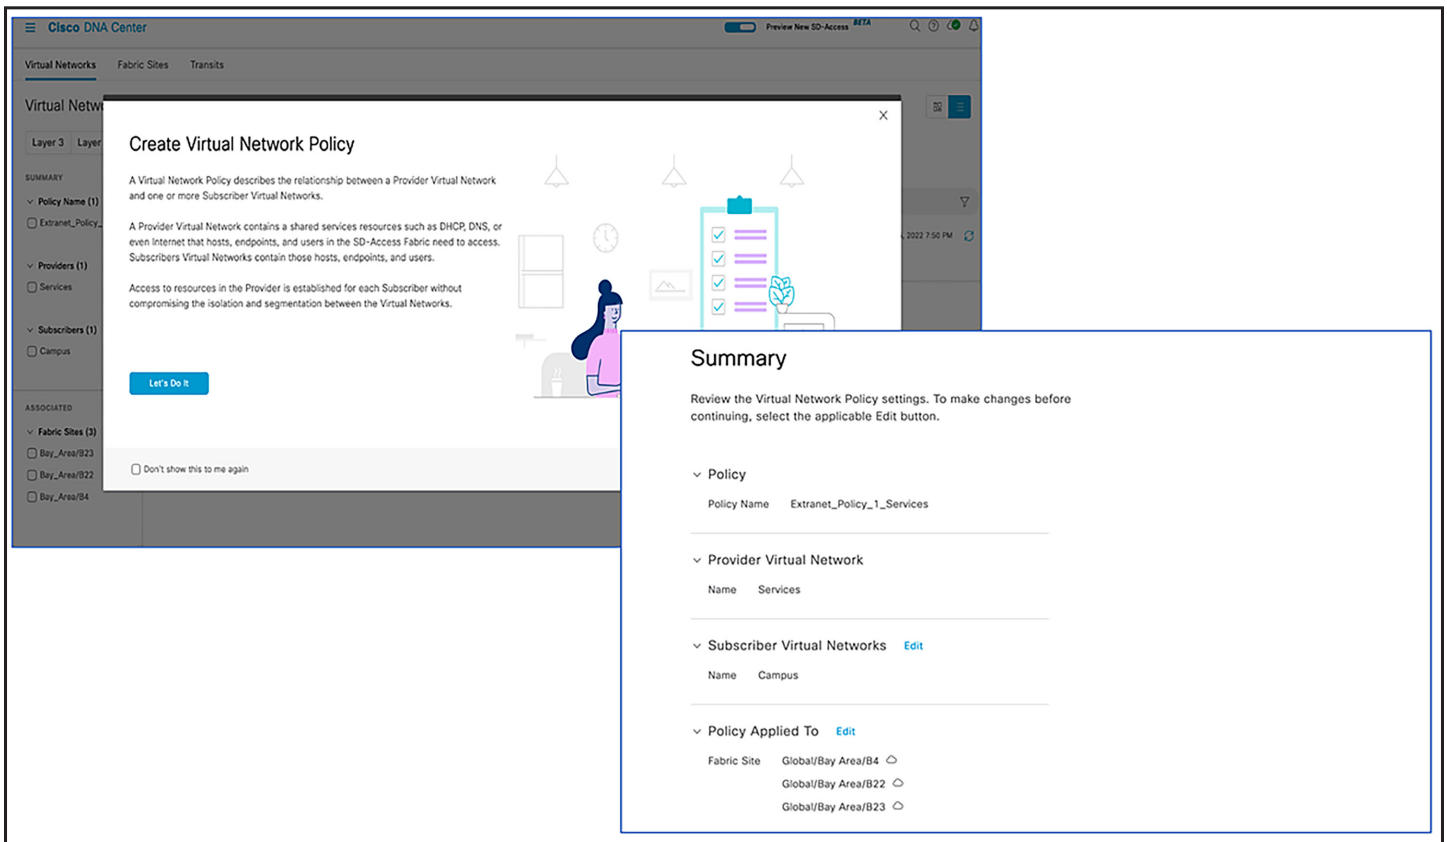 Cisco DNA Center
Preview New SD-Access BETA
Virtual Networks Fabric Sites Transits
Virtual Netw
Layer 3 Layer
SUMMARY
Policy Name (1)
Extranet_Policy_
Providers (1)
Services
Subscribers (1)
Campus
ASSOCIATED
Fabric Sites (3)
Bay_Area/B23
Bay_Area/B22
Bay_Area/B4
, 2022 7:50 PM
X
Create Virtual Network Policy
A Virtual Network Policy describes the relationship between a Provider Virtual Network
and one or more Subscriber Virtual Networks.
A Provider Virtual Network contains a shared services resources such as DHCP, DNS, or
even Internet that hosts, endpoints, and users in the SD-Access Fabric need to access.
Subscribers Virtual Networks contain those hosts, endpoints, and users.
Access to resources in the Provider is established for each Subscriber without
compromising the isolation and segmentation between the Virtual Networks.
Let's Do It
Don't show this to me again
Summary
Review the Virtual Network Policy settings. To make changes before
continuing, select the applicable Edit button.
Policy
Policy Name Extranet_Policy_1_Services
Provider Virtual Network
Name Services
Subscriber Virtual Networks Edit
Name Campus
Policy Applied To Edit
Fabric Site Global/Bay Area/B4
Global/Bay Area/B22
Global/Bay Area/B23